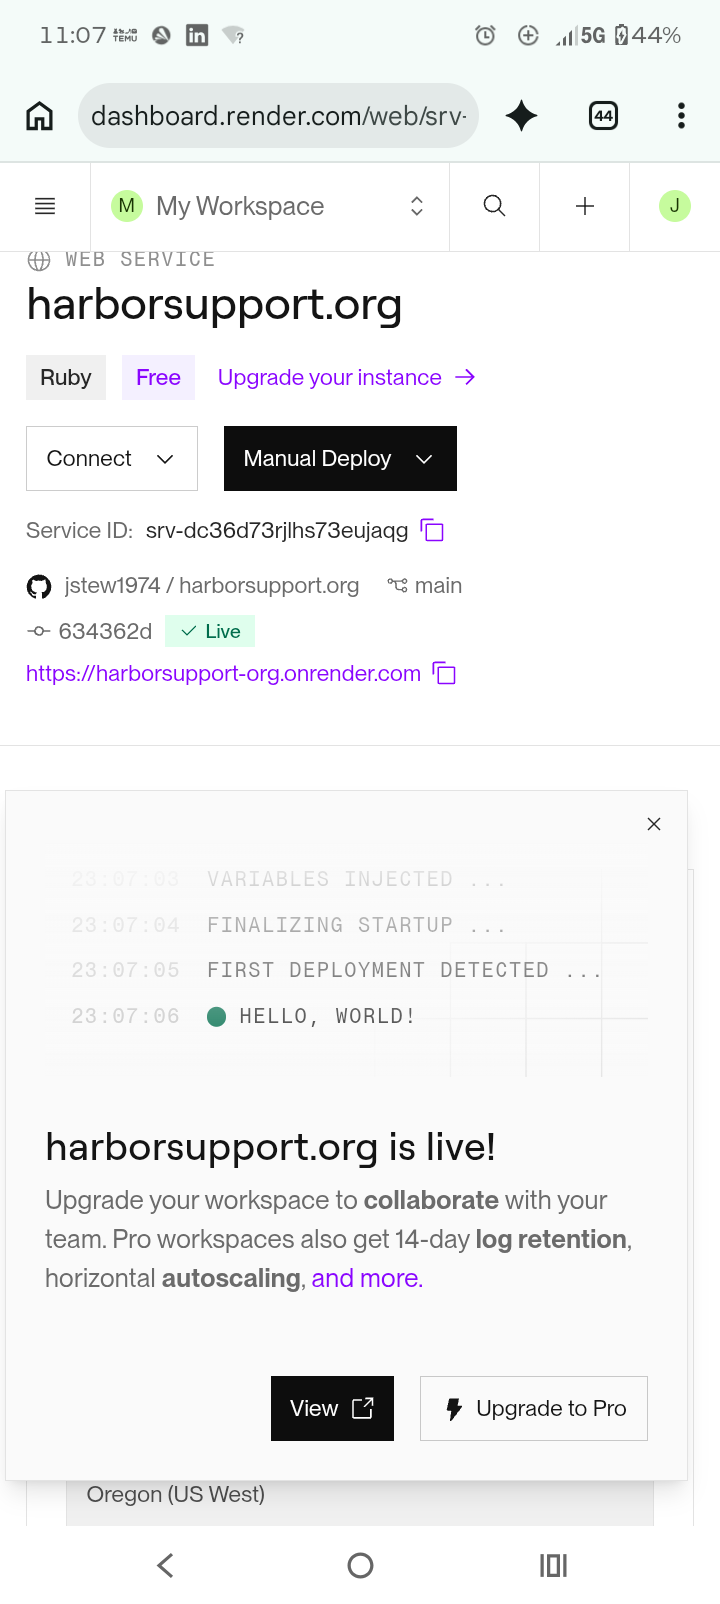 11:07 TEMU in ? 5G 44%
dashboard.render.com/web/srv- 44
M My Workspace J
WEB SERVICE
harborsupport.org
Ruby Free Upgrade your instance →
Connect Manual Deploy
Service ID: srv-dc36d73rjlhs73eujaqg
jstew1974 / harborsupport.org main
634362d ✓ Live
https://harborsupport-org.onrender.com
23:07:03 VARIABLES INJECTED ...
23:07:04 FINALIZING STARTUP ...
23:07:05 FIRST DEPLOYMENT DETECTED ...
23:07:06 HELLO, WORLD!
harborsupport.org is live!
Upgrade your workspace to collaborate with your
team. Pro workspaces also get 14-day log retention,
horizontal autoscaling, and more.
View Upgrade to Pro
Oregon (US West)